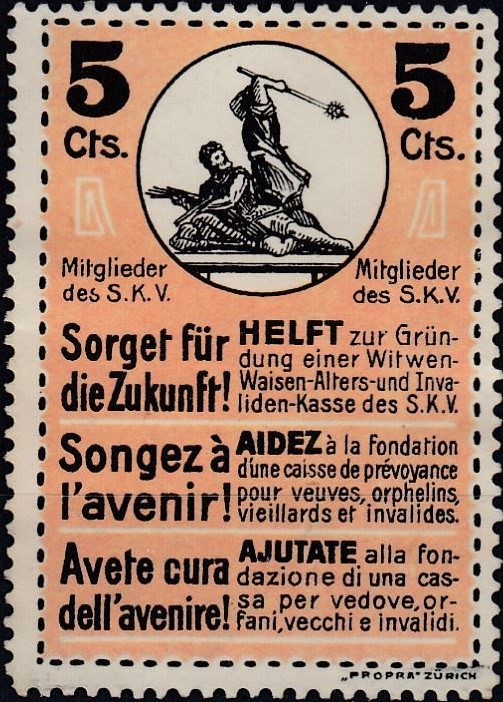 5 5
Cts. Cts.
Mitglieder
des S.K.V.
Mitglieder
des S.K.V.
Sorget für
die Zukunft!
HELFT zur Grün-
dung einer Witwen-
Waisen-Alters-und Inva-
liden-Kasse des S.K.V.
Songez à
l'avenir!
AIDEZ à la fondation
d'une caisse de prévoyance
pour veuves, orphelins,
vieillards et invalides.
Avete cura
dell'avenire!
AJUTATE alla fon-
dazione di una cas-
sa per vedove, or-
fani, vecchi e invalidi.
„PROPRA" ZÜRICH